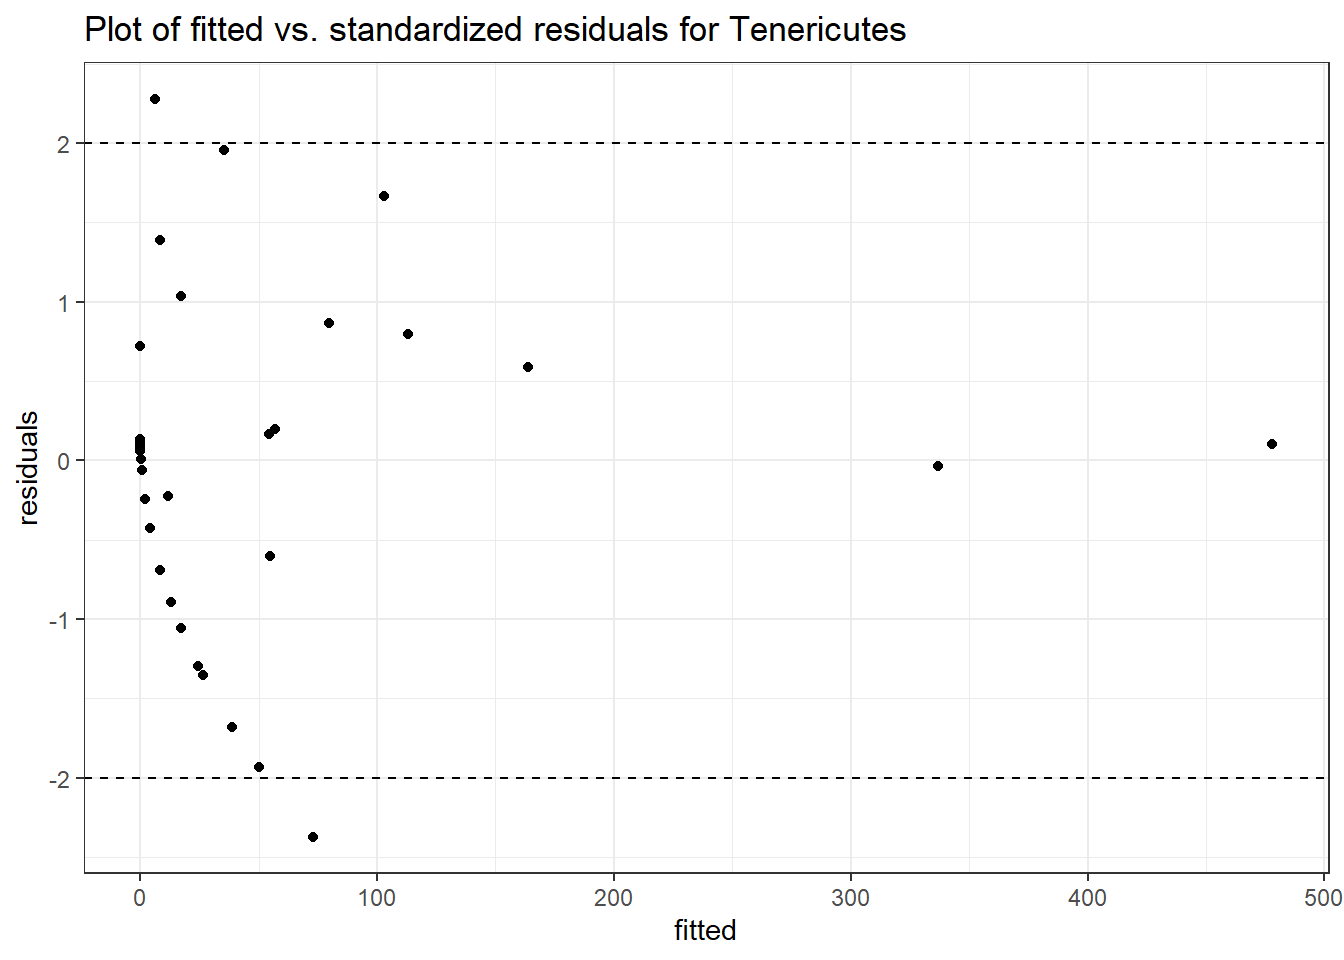 Plot of fitted vs. standardized residuals for Tenericutes
2
1
0
-1
-2
residuals
0 100 200 300 400 500
fitted